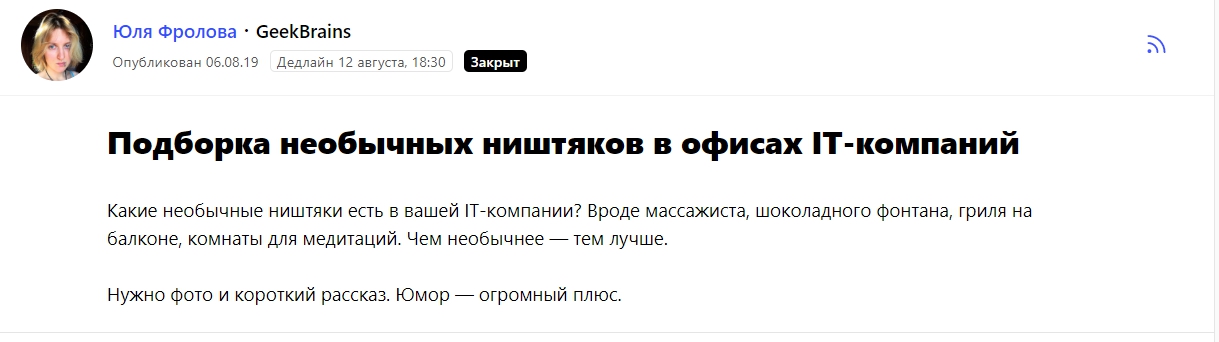 Юля Фролова · GeekBrains
Опубликован 06.08.19 Дедлайн 12 августа, 18:30 Закрыт
Подборка необычных ништяков в офисах IT-компаний
Какие необычные ништяки есть в вашей IT-компании? Вроде массажиста, шоколадного фонтана, гриля на
балконе, комнаты для медитаций. Чем необычнее — тем лучше.
Нужно фото и короткий рассказ. Юмор — огромный плюс.